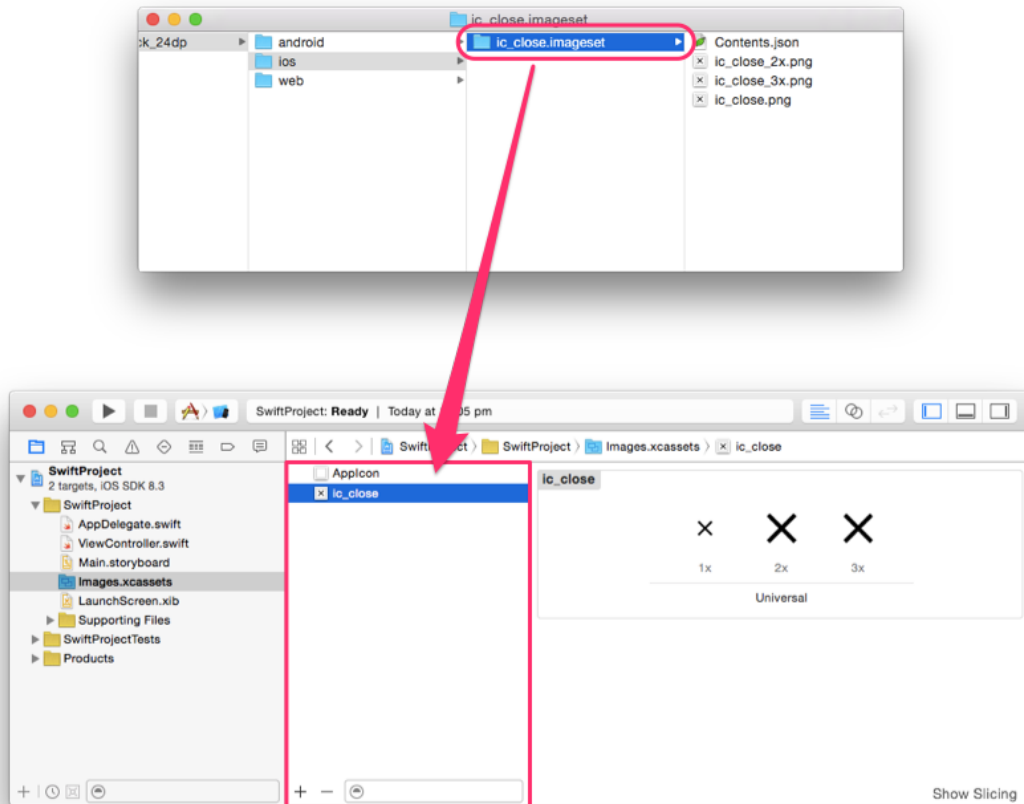 ic_close.imageset
ck_24dp
android
ic_close.imageset
Contents.json
ios
ic_close_2x.png
web
ic_close_3x.png
ic_close.png
SwiftProject: Ready | Today at
05 pm
SwiftProject
Images.xcassets
ic_close
SwiftProject
2 targets, iOS SDK 8.3
SwiftProject
AppDelegate.swift
ViewController.swift
Main.storyboard
Images.xcassets
LaunchScreen.xib
Supporting Files
SwiftProjectTests
Products
AppIcon
ic_close
ic_close
1x
2x
3x
Universal
Show Slicing